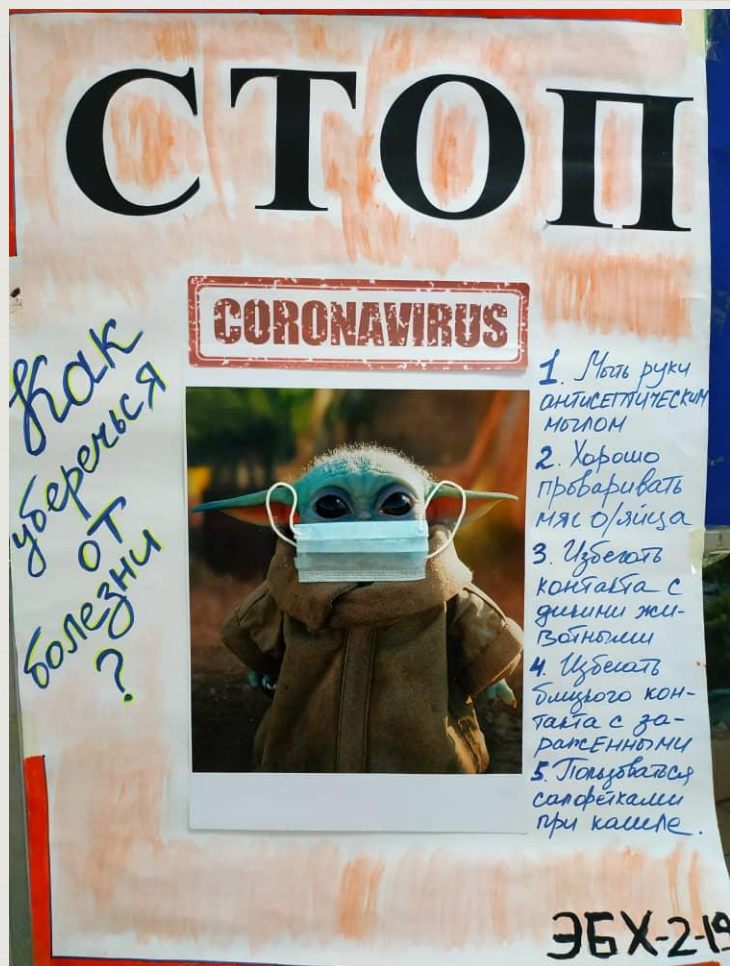 СТОП
CORONAVIRUS
Как
уберечься
от
болезни
?
1. Мыть руки
антисептическим
мылом
2. Хорошо
проваривать
мясо/яйца
3. Избегать
контакта с
дикими жи-
вотными
4. Избегать
близкого кон-
такта с за-
раженными
5. Пользоваться
салфетками
при кашле.
ЭБХ-2-19